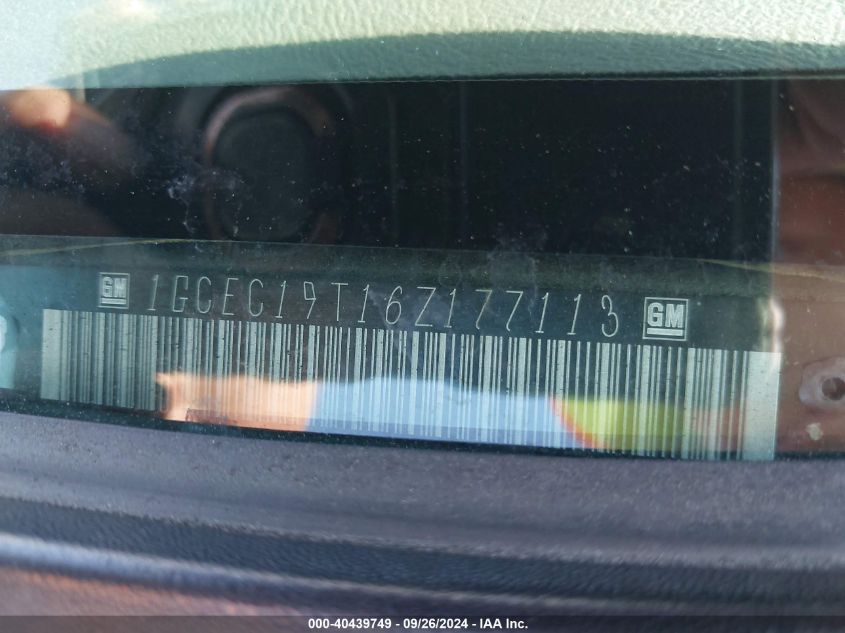 GM 1GCEC19T16Z177113 GM
000-40439749 - 09/26/2024 - IAA Inc.